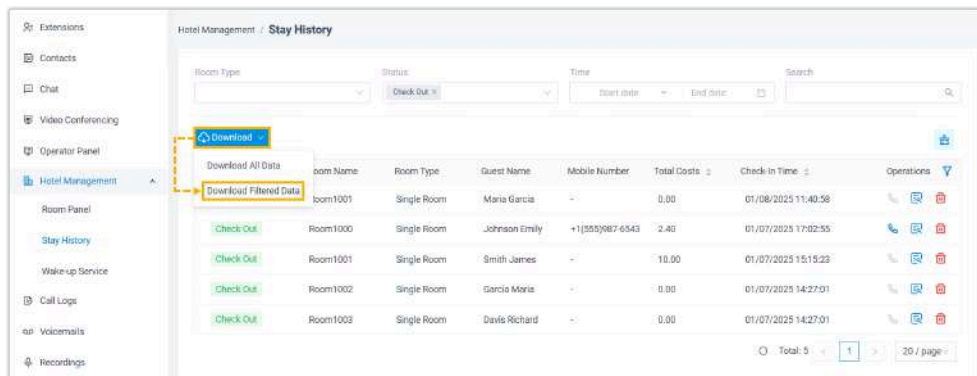 Extensions
Contacts
Chat
Video Conferencing
Operator Panel
Hotel Management
Room Panel
Stay History
Wake-up Service
Call Logs
Voicemails
Recordings
Hotel Management / Stay History
Room Type Status Time Search
Check Out × Start date End date
Download
Download All Data
Download Filtered Data
Room Name Room Type Guest Name Mobile Number Total Costs Check-In Time Operations
Room1001 Single Room Maria Garcia - 0.00 01/08/2025 11:40:58
Check Out Room1000 Single Room Johnson Emily +1(555)987-6543 2.40 01/07/2025 17:02:55
Check Out Room1001 Single Room Smith James - 10.00 01/07/2025 15:15:23
Check Out Room1002 Single Room Garcia Maria - 0.00 01/07/2025 14:27:01
Check Out Room1003 Single Room Davis Richard - 0.00 01/07/2025 14:27:01
Total: 5 < 1 > 20 / page